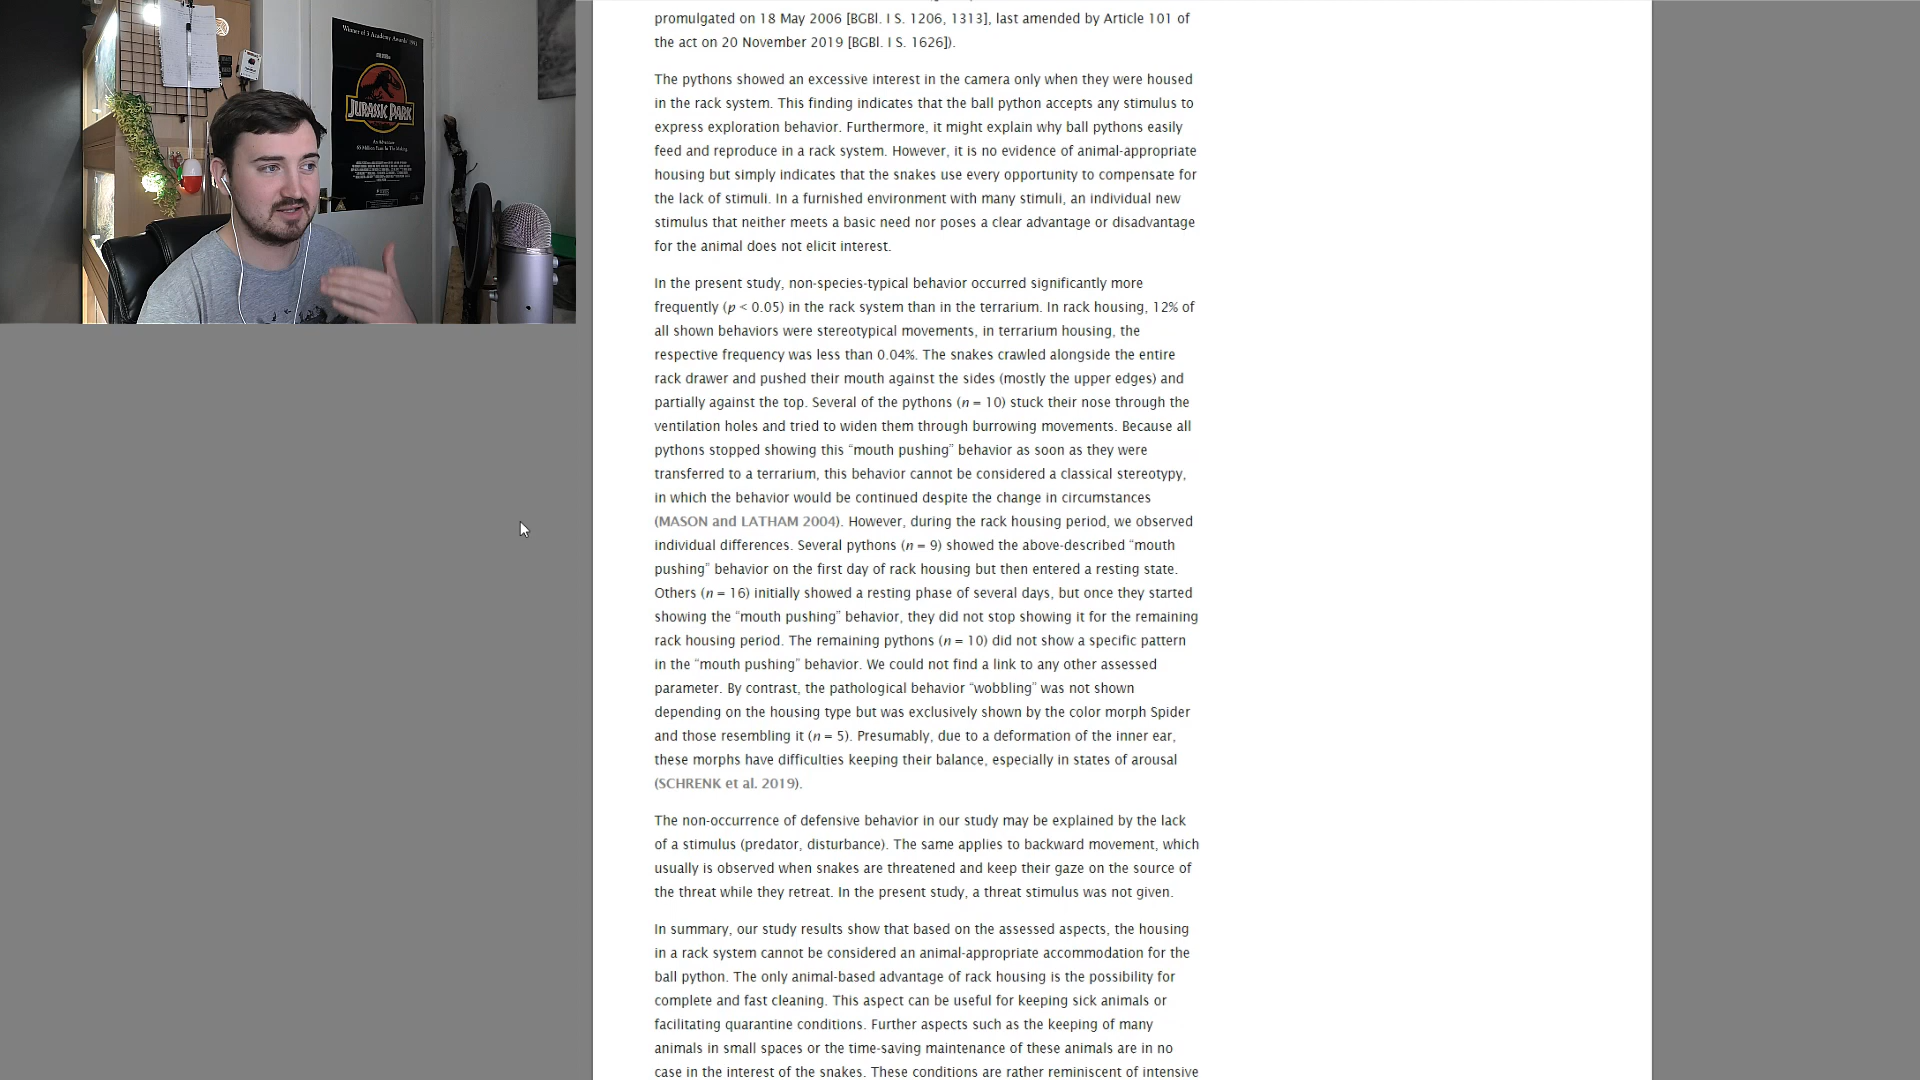 Winner of 3 Academy Awards
JURASSIC PARK
An Adventure
65 Million Years In The Making.
promulgated on 18 May 2006 [BGBl. I S. 1206, 1313], last amended by Article 101 of
the act on 20 November 2019 [BGBl. I S. 1626]).
The pythons showed an excessive interest in the camera only when they were housed
in the rack system. This finding indicates that the ball python accepts any stimulus to
express exploration behavior. Furthermore, it might explain why ball pythons easily
feed and reproduce in a rack system. However, it is no evidence of animal-appropriate
housing but simply indicates that the snakes use every opportunity to compensate for
the lack of stimuli. In a furnished environment with many stimuli, an individual new
stimulus that neither meets a basic need nor poses a clear advantage or disadvantage
for the animal does not elicit interest.
In the present study, non-species-typical behavior occurred significantly more
frequently (p < 0.05) in the rack system than in the terrarium. In rack housing, 12% of
all shown behaviors were stereotypical movements, in terrarium housing, the
respective frequency was less than 0.04%. The snakes crawled alongside the entire
rack drawer and pushed their mouth against the sides (mostly the upper edges) and
partially against the top. Several of the pythons (n = 10) stuck their nose through the
ventilation holes and tried to widen them through burrowing movements. Because all
pythons stopped showing this “mouth pushing” behavior as soon as they were
transferred to a terrarium, this behavior cannot be considered a classical stereotypy,
in which the behavior would be continued despite the change in circumstances
(MASON and LATHAM 2004). However, during the rack housing period, we observed
individual differences. Several pythons (n = 9) showed the above-described “mouth
pushing” behavior on the first day of rack housing but then entered a resting state.
Others (n = 16) initially showed a resting phase of several days, but once they started
showing the “mouth pushing” behavior, they did not stop showing it for the remaining
rack housing period. The remaining pythons (n = 10) did not show a specific pattern
in the “mouth pushing” behavior. We could not find a link to any other assessed
parameter. By contrast, the pathological behavior “wobbling” was not shown
depending on the housing type but was exclusively shown by the color morph Spider
and those resembling it (n = 5). Presumably, due to a deformation of the inner ear,
these morphs have difficulties keeping their balance, especially in states of arousal
(SCHRENK et al. 2019).
The non-occurrence of defensive behavior in our study may be explained by the lack
of a stimulus (predator, disturbance). The same applies to backward movement, which
usually is observed when snakes are threatened and keep their gaze on the source of
the threat while they retreat. In the present study, a threat stimulus was not given.
In summary, our study results show that based on the assessed aspects, the housing
in a rack system cannot be considered an animal-appropriate accommodation for the
ball python. The only animal-based advantage of rack housing is the possibility for
complete and fast cleaning. This aspect can be useful for keeping sick animals or
facilitating quarantine conditions. Further aspects such as the keeping of many
animals in small spaces or the time-saving maintenance of these animals are in no
case in the interest of the snakes. These conditions are rather reminiscent of intensive